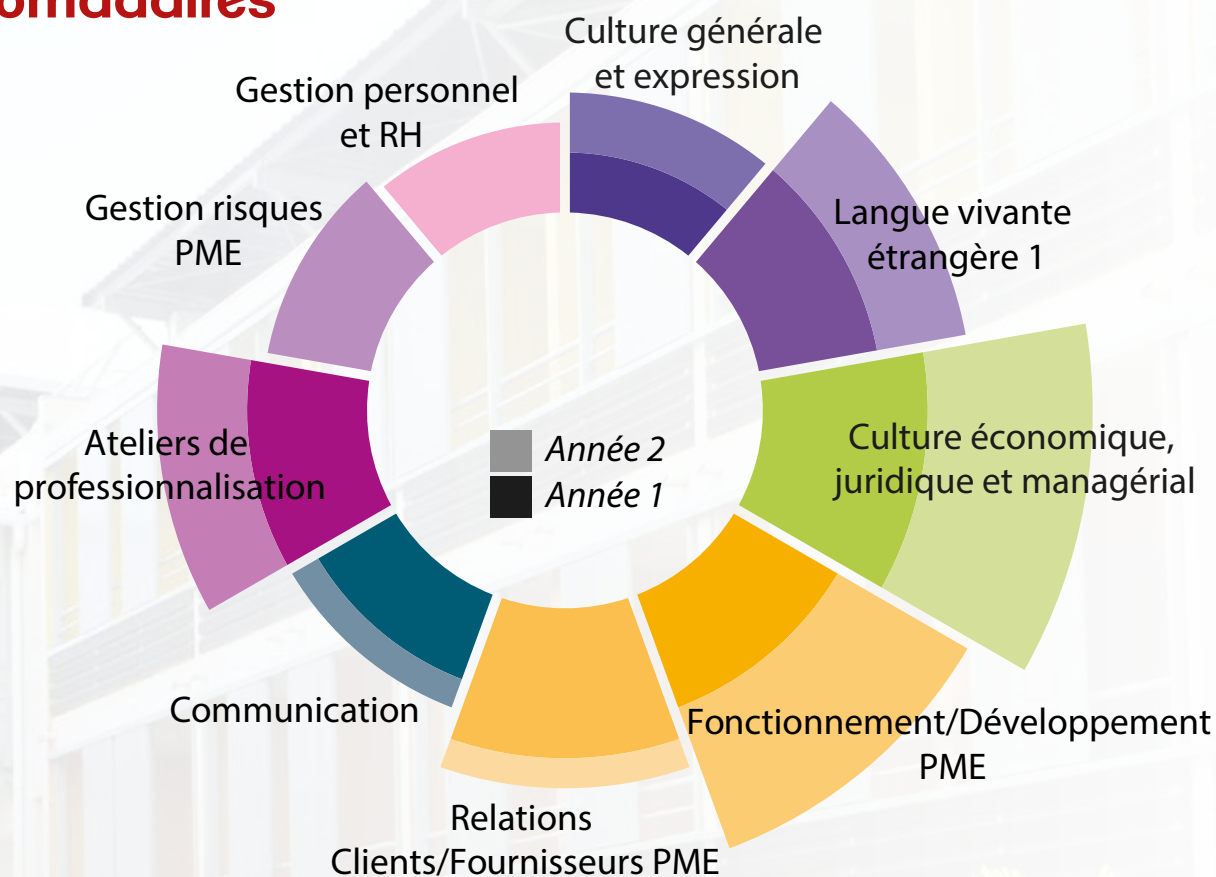 Culture générale
et expression
Langue vivante
étrangère 1
Culture économique,
juridique et managérial
Fonctionnement/Développement
PME
Relations
Clients/Fournisseurs PME
Communication
Ateliers de
professionnalisation
Gestion risques
PME
Gestion personnel
et RH
Année 2
Année 1